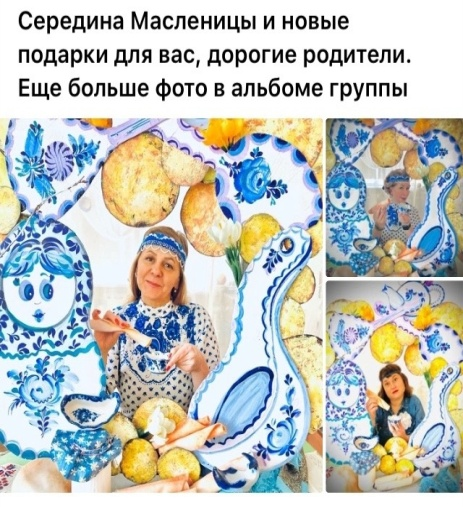 Середина Масленицы и новые
подарки для вас, дорогие родители.
Еще больше фото в альбоме группы